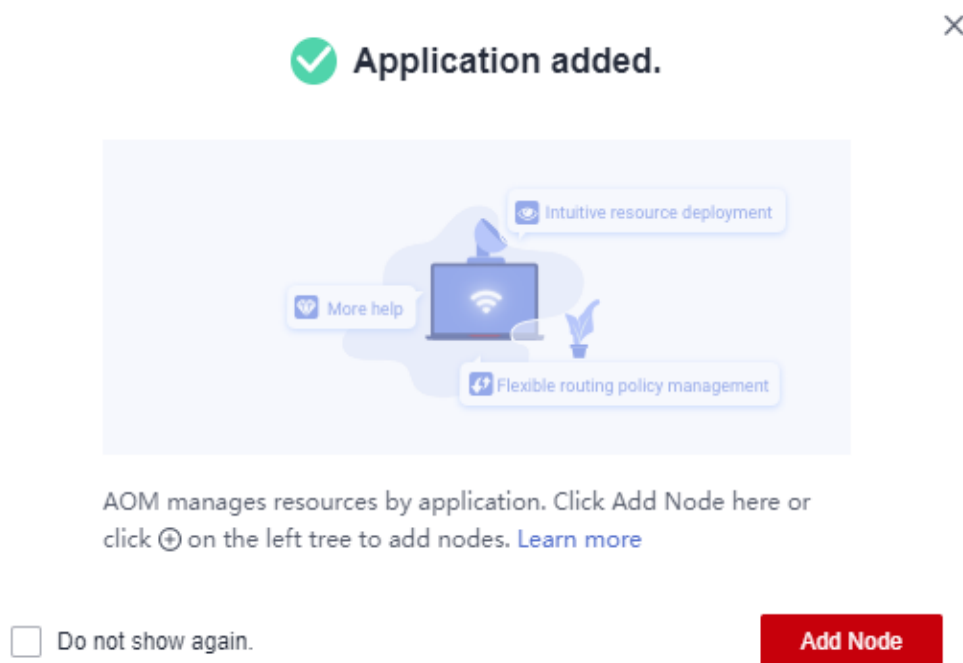 Application added.
Intuitive resource deployment
More help
Flexible routing policy management
AOM manages resources by application. Click Add Node here or
click ⊕ on the left tree to add nodes. Learn more
Do not show again.
Add Node